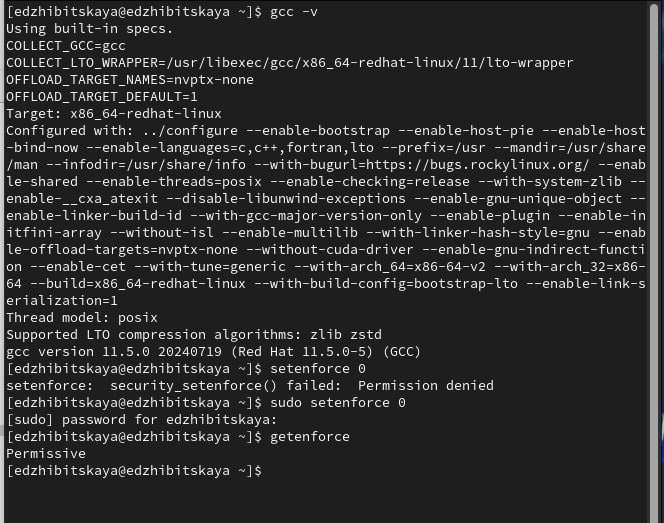 [edzhibitskaya@edzhibitskaya ~]$ gcc -v
Using built-in specs.
COLLECT_GCC=gcc
COLLECT_LTO_WRAPPER=/usr/libexec/gcc/x86_64-redhat-linux/11/lto-wrapper
OFFLOAD_TARGET_NAMES=nvptx-none
OFFLOAD_TARGET_DEFAULT=1
Target: x86_64-redhat-linux
Configured with: ../configure --enable-bootstrap --enable-host-pie --enable-host
-bind-now --enable-languages=c,c++,fortran,lto --prefix=/usr --mandir=/usr/share
/man --infodir=/usr/share/info --with-bugurl=https://bugs.rockylinux.org/ --enab
le-shared --enable-threads=posix --enable-checking=release --with-system-zlib --
enable-__cxa_atexit --disable-libunwind-exceptions --enable-gnu-unique-object --
enable-linker-build-id --with-gcc-major-version-only --enable-plugin --enable-in
itfini-array --without-isl --enable-multilib --with-linker-hash-style=gnu --enab
le-offload-targets=nvptx-none --without-cuda-driver --enable-gnu-indirect-functi
on --enable-cet --with-tune=generic --with-arch_64=x86-64-v2 --with-arch_32=x86-
64 --build=x86_64-redhat-linux --with-build-config=bootstrap-lto --enable-link-s
erialization=1
Thread model: posix
Supported LTO compression algorithms: zlib zstd
gcc version 11.5.0 20240719 (Red Hat 11.5.0-5) (GCC)
[edzhibitskaya@edzhibitskaya ~]$ setenforce 0
setenforce:  security_setenforce() failed:  Permission denied
[edzhibitskaya@edzhibitskaya ~]$ sudo setenforce 0
[sudo] password for edzhibitskaya:
[edzhibitskaya@edzhibitskaya ~]$ getenforce
Permissive
[edzhibitskaya@edzhibitskaya ~]$